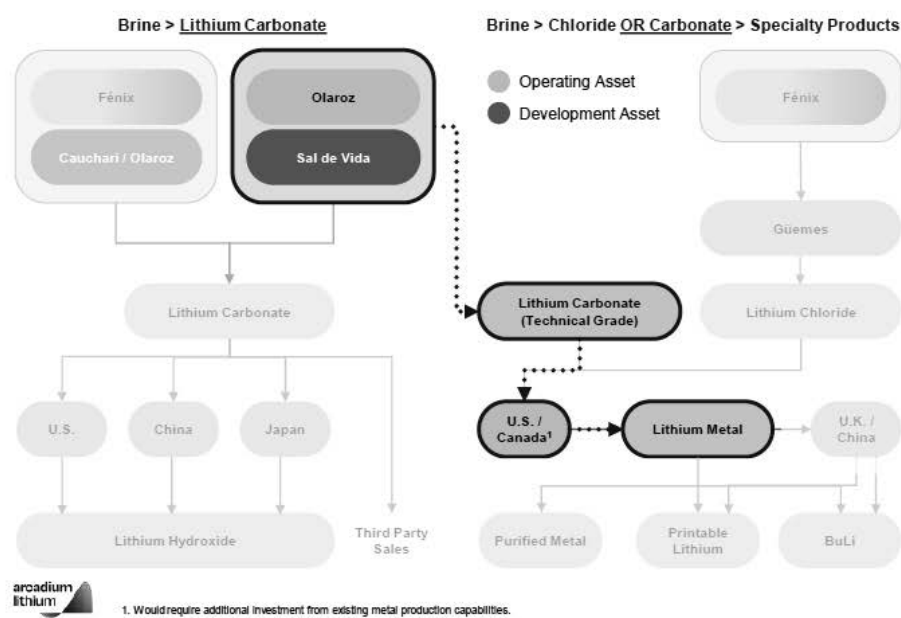 Brine > Lithium Carbonate
Brine > Chloride OR Carbonate > Specialty Products
Fénix
Cauchari / Olaroz
Olaroz
Sal de Vida
Operating Asset
Development Asset
Fénix
Güemes
Lithium Carbonate
Lithium Carbonate
(Technical Grade)
Lithium Chloride
U.S.
China
Japan
U.S. /
Canada¹
Lithium Metal
U.K. /
China
Lithium Hydroxide
Third Party
Sales
Purified Metal
Printable
Lithium
BuLi
arcadium
lithium
1. Would require additional investment from existing metal production capabilities.